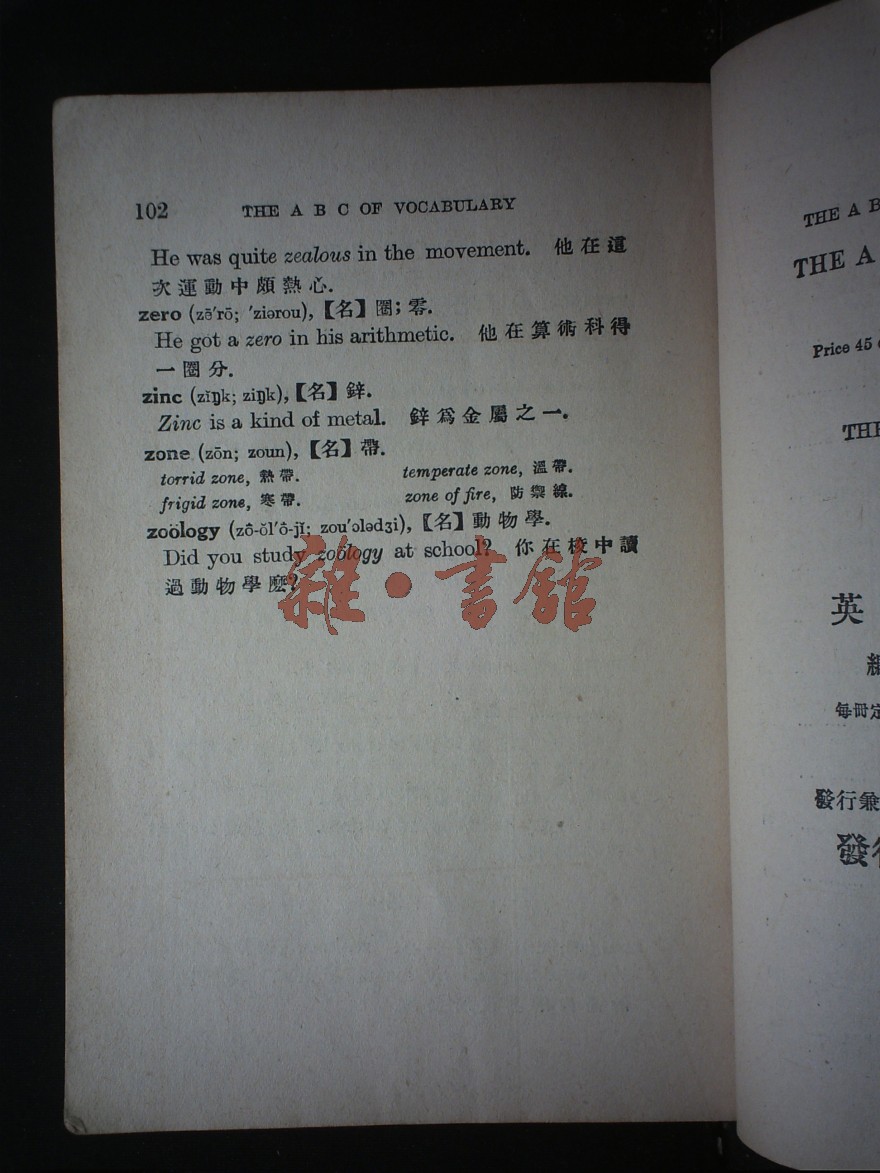 102 THE A B C OF VOCABULARY
He was quite zealous in the movement. 他在這
次運動中頗熱心.
zero (zē′rō; 'ziərou),【名】圈; 零.
He got a zero in his arithmetic. 他在算術科得
一圈分.
zinc (zĭŋk; ziŋk),【名】鋅.
Zinc is a kind of metal. 鋅爲金屬之一.
zone (zōn; zoun),【名】帶.
torrid zone, 熱帶. temperate zone, 溫帶.
frigid zone, 寒帶. zone of fire, 防禦線.
zoölogy (zō̇-ŏl′ō̇-jĭ; zou'ɔlədʒi),【名】動物學.
Did you study zoölogy at school? 你在校中讀
過動物學麽?
雜·書館
THE A B
THE A
Price 45
THE
英
每冊定
發行兼
發行